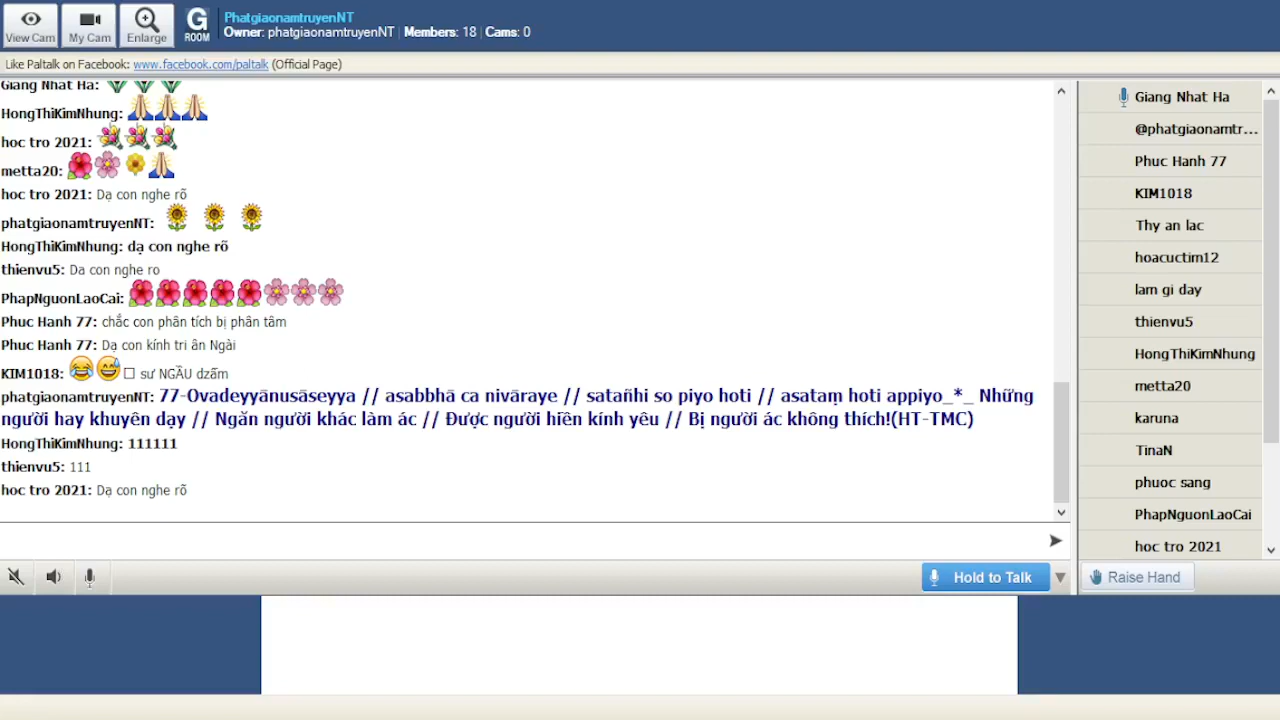 PhatgiaonamtruyenNT
View Cam
My Cam
Enlarge
G ROOM
Owner: phatgiaonamtruyenNT | Members: 18 | Cams: 0
Like Paltalk on Facebook: www.facebook.com/paltalk (Official Page)
Giang Nhat Ha:
HongThiKimNhung:
hoc tro 2021:
metta20:
hoc tro 2021: Dạ con nghe rõ
phatgiaonamtruyenNT:
HongThiKimNhung: dạ con nghe rõ
thienvu5: Da con nghe ro
PhapNguonLaoCai:
Phuc Hanh 77: chắc con phân tích bị phân tâm
Phuc Hanh 77: Dạ con kính tri ân Ngài
KIM1018: sư NGẦU dzấm
phatgiaonamtruyenNT: 77-Ovadeyyānusāseyya // asabbhā ca nivāraye // satañhi so piyo hoti // asataṃ hoti appiyo_*_ Những
người hay khuyên dạy // Ngăn người khác làm ác // Được người hiền kính yêu // Bị người ác không thích!(HT-TMC)
HongThiKimNhung: 111111
thienvu5: 111
hoc tro 2021: Dạ con nghe rõ
Giang Nhat Ha
@phatgiaonamtr...
Phuc Hanh 77
KIM1018
Thy an lac
hoacuctim12
lam gi day
thienvu5
HongThiKimNhung
metta20
karuna
TinaN
phuoc sang
PhapNguonLaoCai
hoc tro 2021
Hold to Talk
Raise Hand